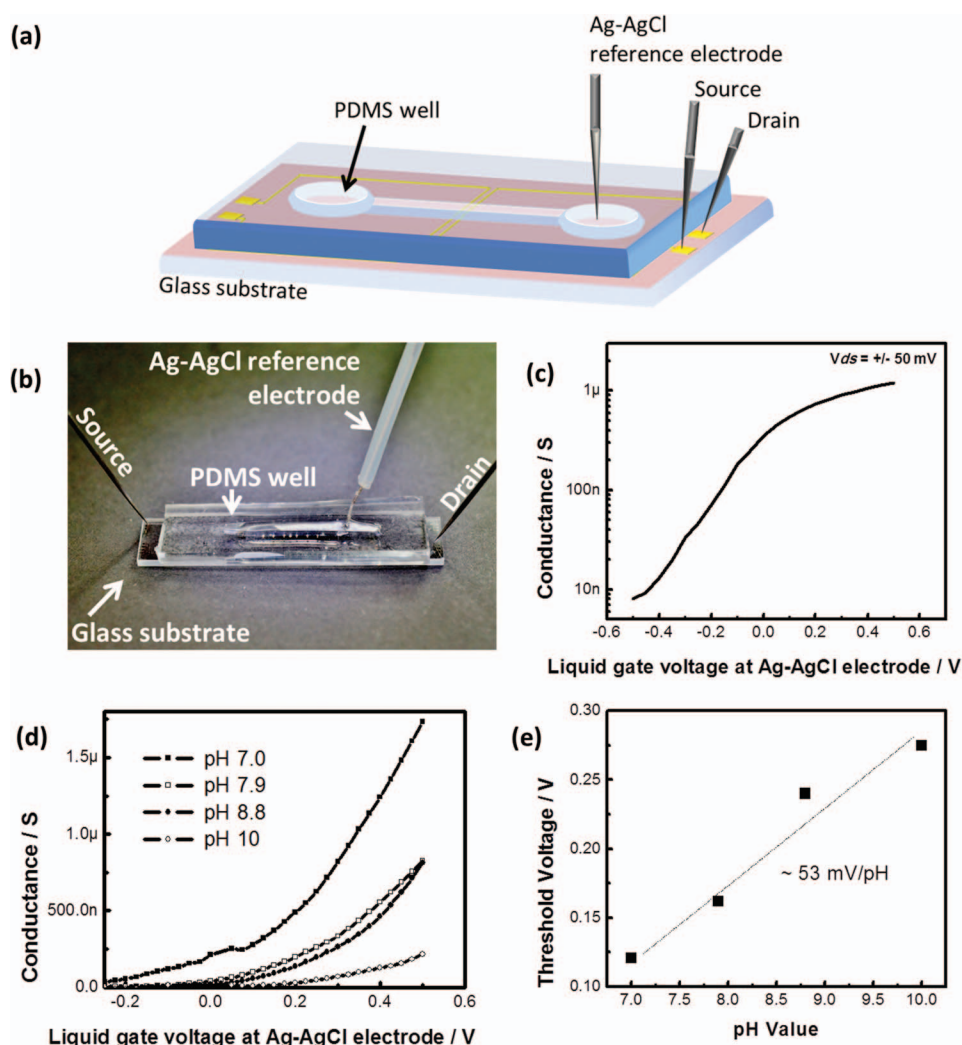 (a)
Ag-AgCl
reference electrode
Source
Drain
PDMS well
Glass substrate
(b)
Ag-AgCl reference
electrode
Source
PDMS well
Drain
Glass substrate
(c)
Vds = +/- 50 mV
1µ
100n
10n
Conductance / S
-0.6 -0.4 -0.2 0.0 0.2 0.4 0.6
Liquid gate voltage at Ag-AgCl electrode / V
(d)
pH 7.0
pH 7.9
pH 8.8
pH 10
1.5µ
1.0µ
500.0n
0.0
Conductance / S
-0.2 0.0 0.2 0.4 0.6
Liquid gate voltage at Ag-AgCl electrode / V
(e)
0.30
0.25
0.20
0.15
0.10
Threshold Voltage / V
~ 53 mV/pH
7.0 7.5 8.0 8.5 9.0 9.5 10.0
pH Value